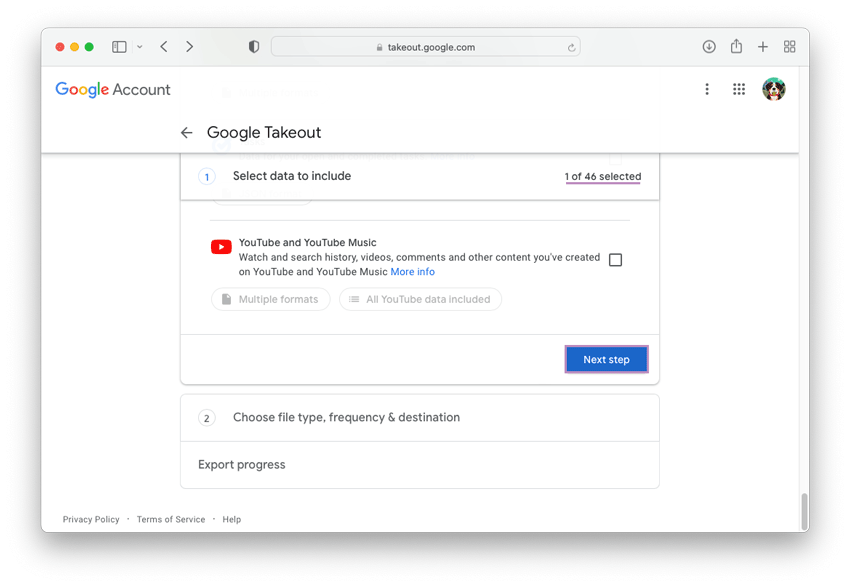 takeout.google.com
Google Account
Google Takeout
1 Select data to include 1 of 46 selected
YouTube and YouTube Music
Watch and search history, videos, comments and other content you've created
on YouTube and YouTube Music More info
Multiple formats All YouTube data included
Next step
2 Choose file type, frequency & destination
Export progress
Privacy Policy · Terms of Service · Help